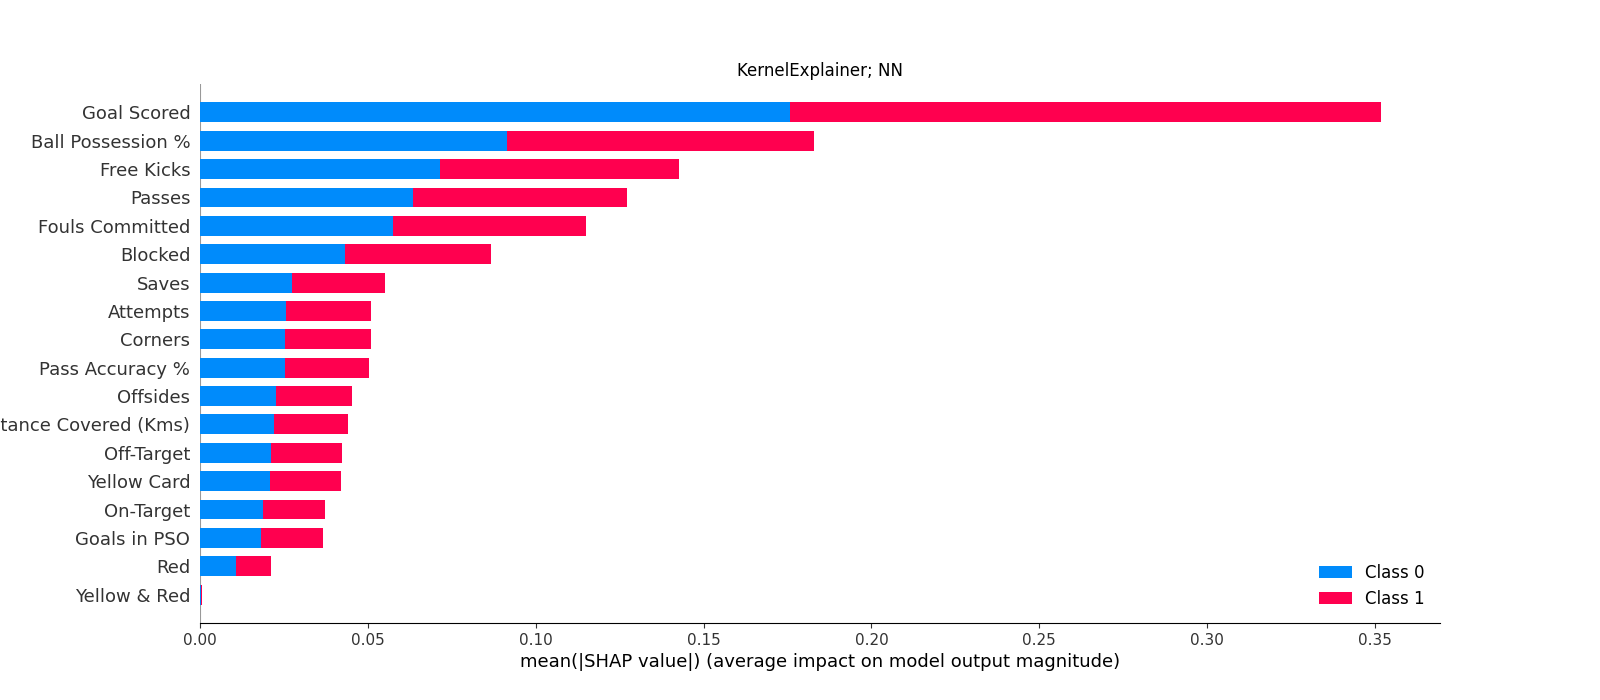 KernelExplainer; NN
Goal Scored
Ball Possession %
Free Kicks
Passes
Fouls Committed
Blocked
Saves
Attempts
Corners
Pass Accuracy %
Offsides
tance Covered (Kms)
Off-Target
Yellow Card
On-Target
Goals in PSO
Red
Yellow & Red
Class 0
Class 1
0.00 0.05 0.10 0.15 0.20 0.25 0.30 0.35
mean(|SHAP value|) (average impact on model output magnitude)